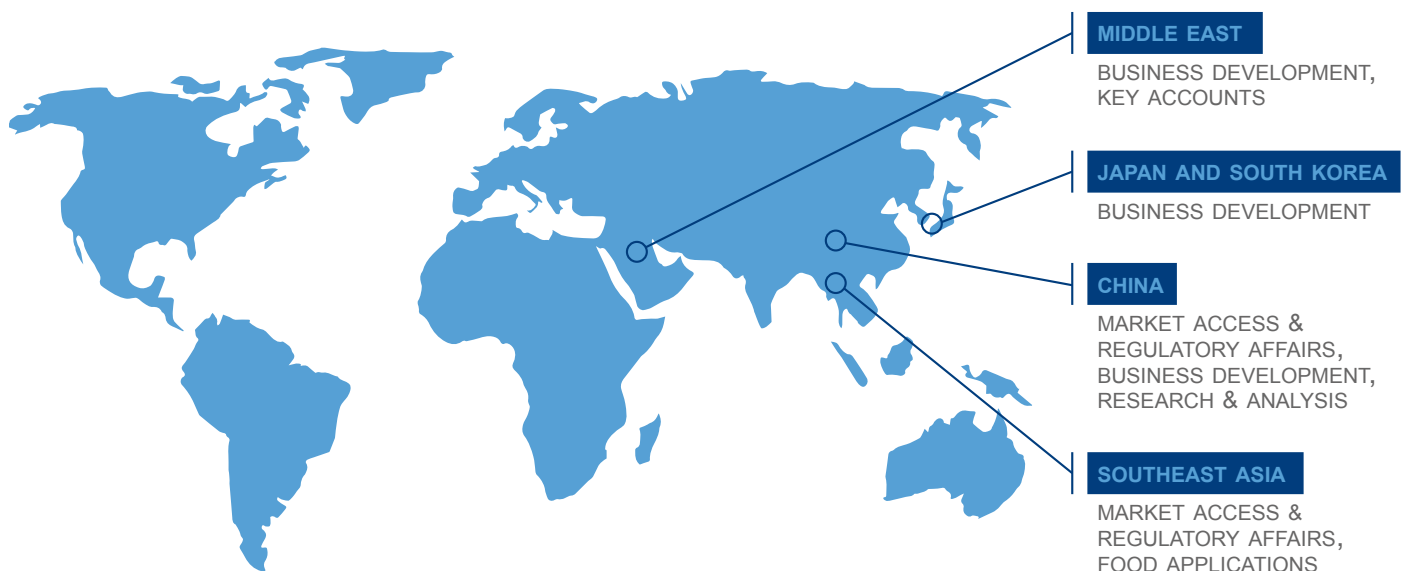 MIDDLE EAST
BUSINESS DEVELOPMENT,
KEY ACCOUNTS
JAPAN AND SOUTH KOREA
BUSINESS DEVELOPMENT
CHINA
MARKET ACCESS &
REGULATORY AFFAIRS,
BUSINESS DEVELOPMENT,
RESEARCH & ANALYSIS
SOUTHEAST ASIA
MARKET ACCESS &
REGULATORY AFFAIRS,
FOOD APPLICATIONS